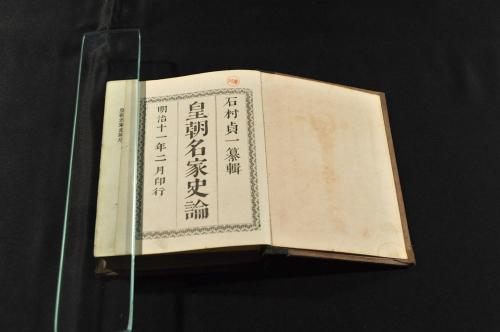 石村貞一纂輯
皇朝名家史論
明治十一年二月印行